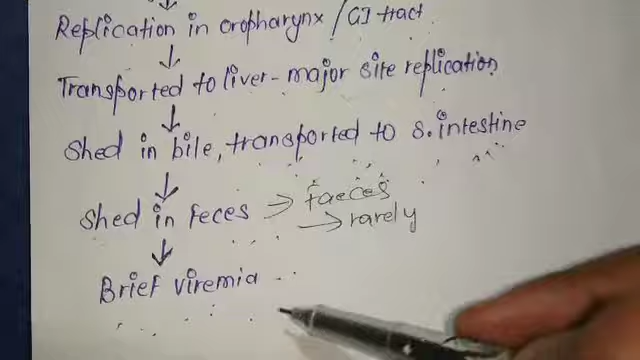 Replication in oropharynx / GI tract
Transported to liver - major site replication
Shed in bile, transported to s. intestine
Shed in feces → faeces
→ rarely
Brief viremia